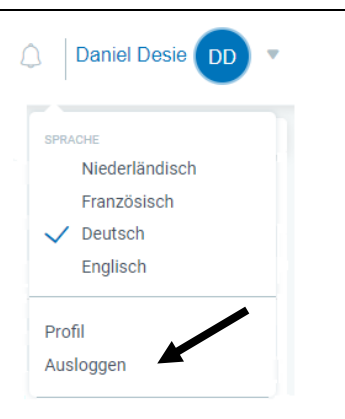 Daniel Desie DD
SPRACHE
Niederländisch
Französisch
Deutsch
Englisch
Profil
Ausloggen